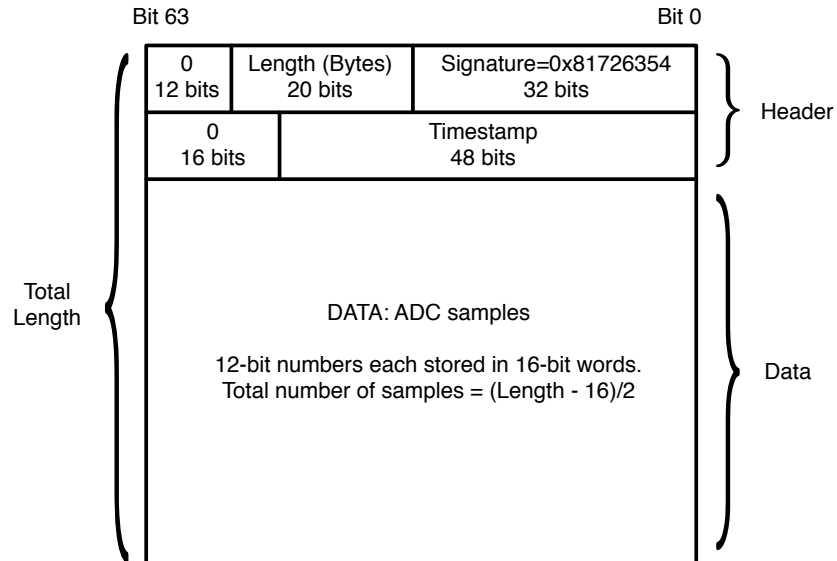 Bit 63
Bit 0
0
12 bits
Length (Bytes)
20 bits
Signature=0x81726354
32 bits
Header
0
16 bits
Timestamp
48 bits
Total
Length
DATA: ADC samples
12-bit numbers each stored in 16-bit words.
Total number of samples = (Length - 16)/2
Data